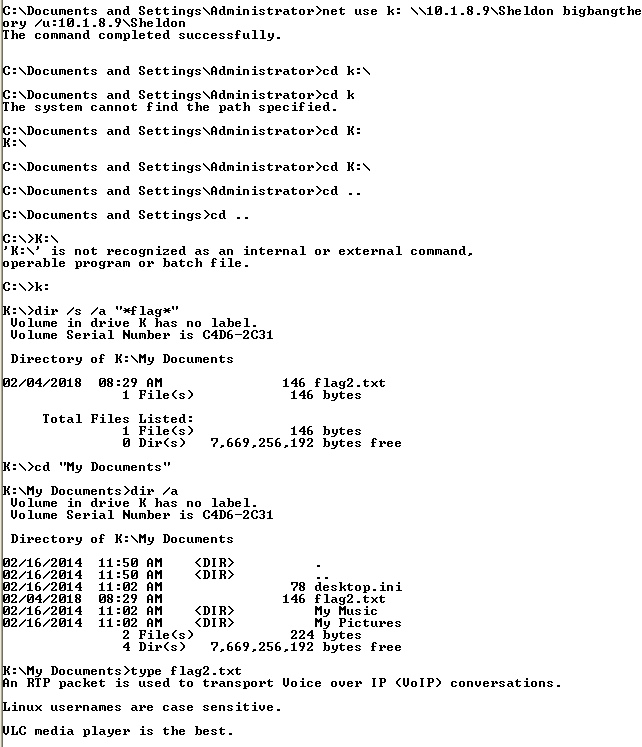 C:\Documents and Settings\Administrator>net use k: \\10.1.8.9\Sheldon bigbangthe
ory /u:10.1.8.9\Sheldon
The command completed successfully.
C:\Documents and Settings\Administrator>cd k:\
C:\Documents and Settings\Administrator>cd k
The system cannot find the path specified.
C:\Documents and Settings\Administrator>cd K:
K:\
C:\Documents and Settings\Administrator>cd K:\
C:\Documents and Settings\Administrator>cd ..
C:\Documents and Settings>cd ..
C:\>K:\
'K:\' is not recognized as an internal or external command,
operable program or batch file.
C:\>k:
K:\>dir /s /a "*flag*"
Volume in drive K has no label.
Volume Serial Number is C4D6-2C31
Directory of K:\My Documents
02/04/2018  08:29 AM               146 flag2.txt
1 File(s)            146 bytes
Total Files Listed:
1 File(s)            146 bytes
0 Dir(s)   7,669,256,192 bytes free
K:\>cd "My Documents"
K:\My Documents>dir /a
Volume in drive K has no label.
Volume Serial Number is C4D6-2C31
Directory of K:\My Documents
02/16/2014  11:50 AM    <DIR>          .
02/16/2014  11:50 AM    <DIR>          ..
02/16/2014  11:02 AM                78 desktop.ini
02/04/2018  08:29 AM               146 flag2.txt
02/16/2014  11:02 AM    <DIR>          My Music
02/16/2014  11:02 AM    <DIR>          My Pictures
2 File(s)            224 bytes
4 Dir(s)   7,669,256,192 bytes free
K:\My Documents>type flag2.txt
An RTP packet is used to transport Voice over IP (VoIP) conversations.
Linux usernames are case sensitive.
VLC media player is the best.